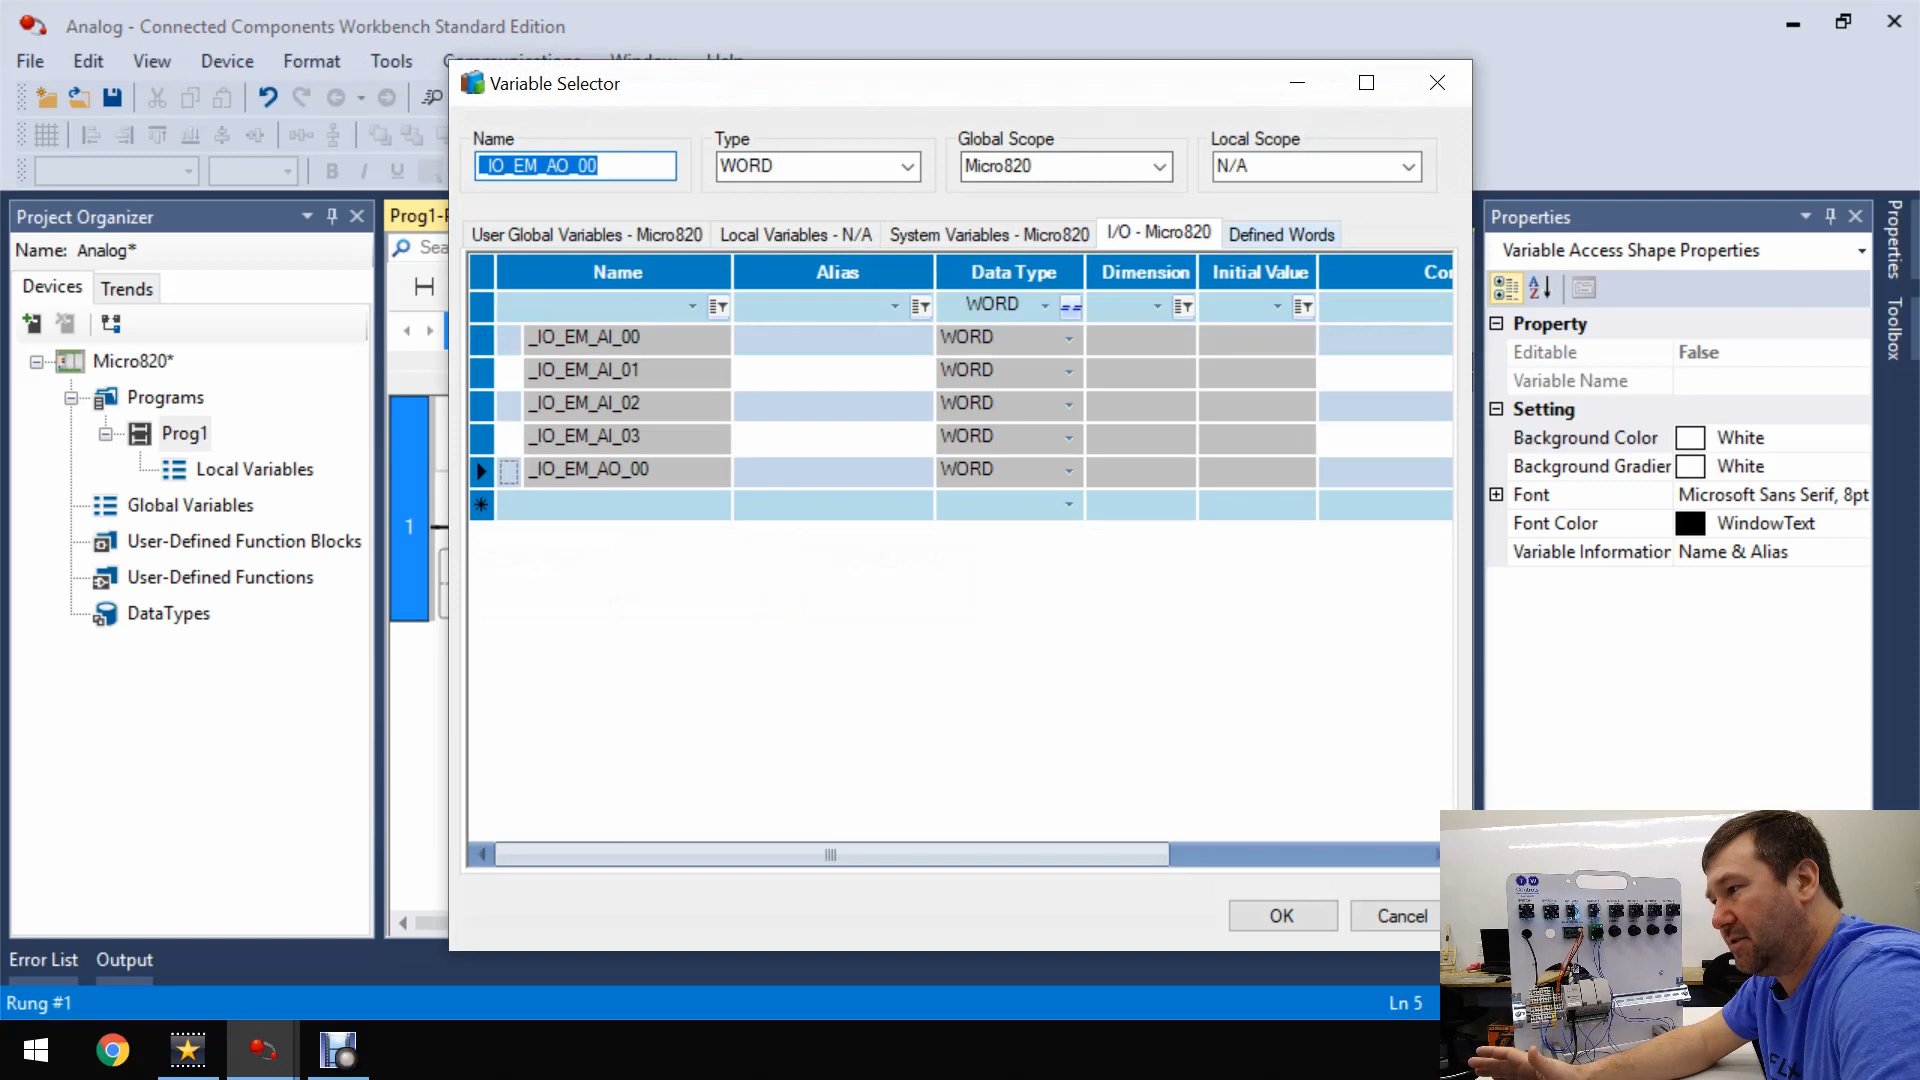 Analog - Connected Components Workbench Standard Edition
File Edit View Device Format Tools
Variable Selector
Name Type Global Scope Local Scope
_IO_EM_AO_00 WORD Micro820 N/A
User Global Variables - Micro820 Local Variables - N/A System Variables - Micro820 I/O - Micro820 Defined Words
Name Alias Data Type Dimension Initial Value
WORD
_IO_EM_AI_00 WORD
_IO_EM_AI_01 WORD
_IO_EM_AI_02 WORD
_IO_EM_AI_03 WORD
_IO_EM_AO_00 WORD
OK Cancel
Project Organizer
Name: Analog*
Devices Trends
Micro820*
Programs
Prog1
Local Variables
Global Variables
User-Defined Function Blocks
User-Defined Functions
DataTypes
Prog1-
Sea
1
Properties
Variable Access Shape Properties
Property
Editable False
Variable Name
Setting
Background Color White
Background Gradier White
Font Microsoft Sans Serif, 8pt
Font Color WindowText
Variable Information Name & Alias
Properties
Toolbox
Error List Output
Rung #1 Ln 5